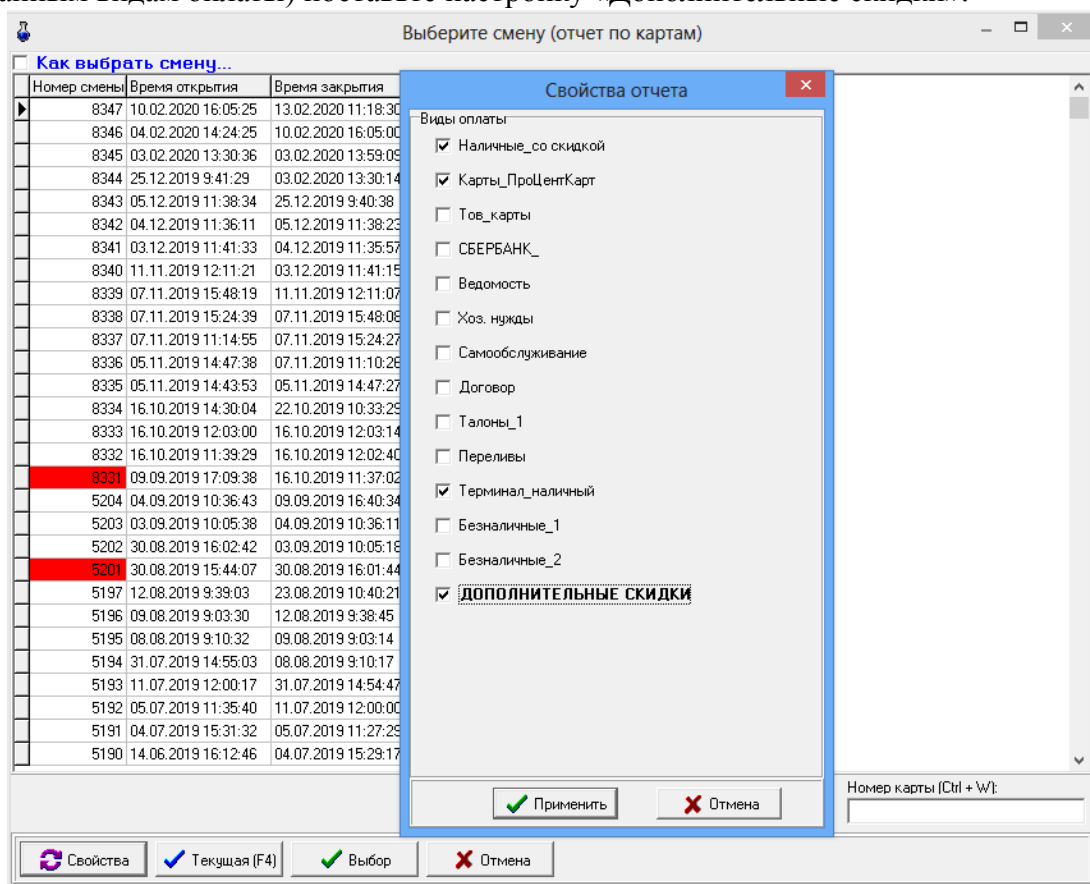 данным видам оплаты) поставьте настройку «Дополнительные скидки».
Выберите смену (отчет по картам)
Как выбрать смену...
Номер смены Время открытия Время закрытия
8347 10.02.2020 16:05:25 13.02.2020 11:18:30
8346 04.02.2020 14:24:25 10.02.2020 16:05:00
8345 03.02.2020 13:30:36 03.02.2020 13:59:09
8344 25.12.2019 9:41:29 03.02.2020 13:30:14
8343 05.12.2019 11:38:34 25.12.2019 9:40:38
8342 04.12.2019 11:36:11 05.12.2019 11:38:23
8341 03.12.2019 11:41:33 04.12.2019 11:35:57
8340 11.11.2019 12:11:21 03.12.2019 11:41:15
8339 07.11.2019 15:48:19 11.11.2019 12:11:07
8338 07.11.2019 15:24:39 07.11.2019 15:48:08
8337 07.11.2019 11:14:55 07.11.2019 15:24:27
8336 05.11.2019 14:47:38 07.11.2019 11:10:26
8335 05.11.2019 14:43:53 05.11.2019 14:47:27
8334 16.10.2019 14:30:04 22.10.2019 10:33:29
8333 16.10.2019 12:03:00 16.10.2019 12:03:14
8332 16.10.2019 11:39:29 16.10.2019 12:02:40
8331 09.09.2019 17:09:38 16.10.2019 11:37:02
5204 04.09.2019 10:36:43 09.09.2019 16:40:34
5203 03.09.2019 10:05:38 04.09.2019 10:36:11
5202 30.08.2019 16:02:42 03.09.2019 10:05:18
5201 30.08.2019 15:44:07 30.08.2019 16:01:44
5197 12.08.2019 9:39:03 23.08.2019 10:40:21
5196 09.08.2019 9:03:30 12.08.2019 9:38:45
5195 08.08.2019 9:10:32 09.08.2019 9:03:14
5194 31.07.2019 14:55:03 08.08.2019 9:10:17
5193 11.07.2019 12:00:17 31.07.2019 14:54:47
5192 05.07.2019 11:35:40 11.07.2019 12:00:00
5191 04.07.2019 15:31:32 05.07.2019 11:27:29
5190 14.06.2019 16:12:46 04.07.2019 15:29:17
Свойства отчета
Виды оплаты
Наличные_со скидкой
Карты_ПроЦентКарт
Тов_карты
СБЕРБАНК_
Ведомость
Хоз. нужды
Самообслуживание
Договор
Талоны_1
Переливы
Терминал_наличный
Безналичные_1
Безналичные_2
ДОПОЛНИТЕЛЬНЫЕ СКИДКИ
Применить Отмена
Номер карты (Ctrl + W):
Свойства Текущая (F4) Выбор Отмена